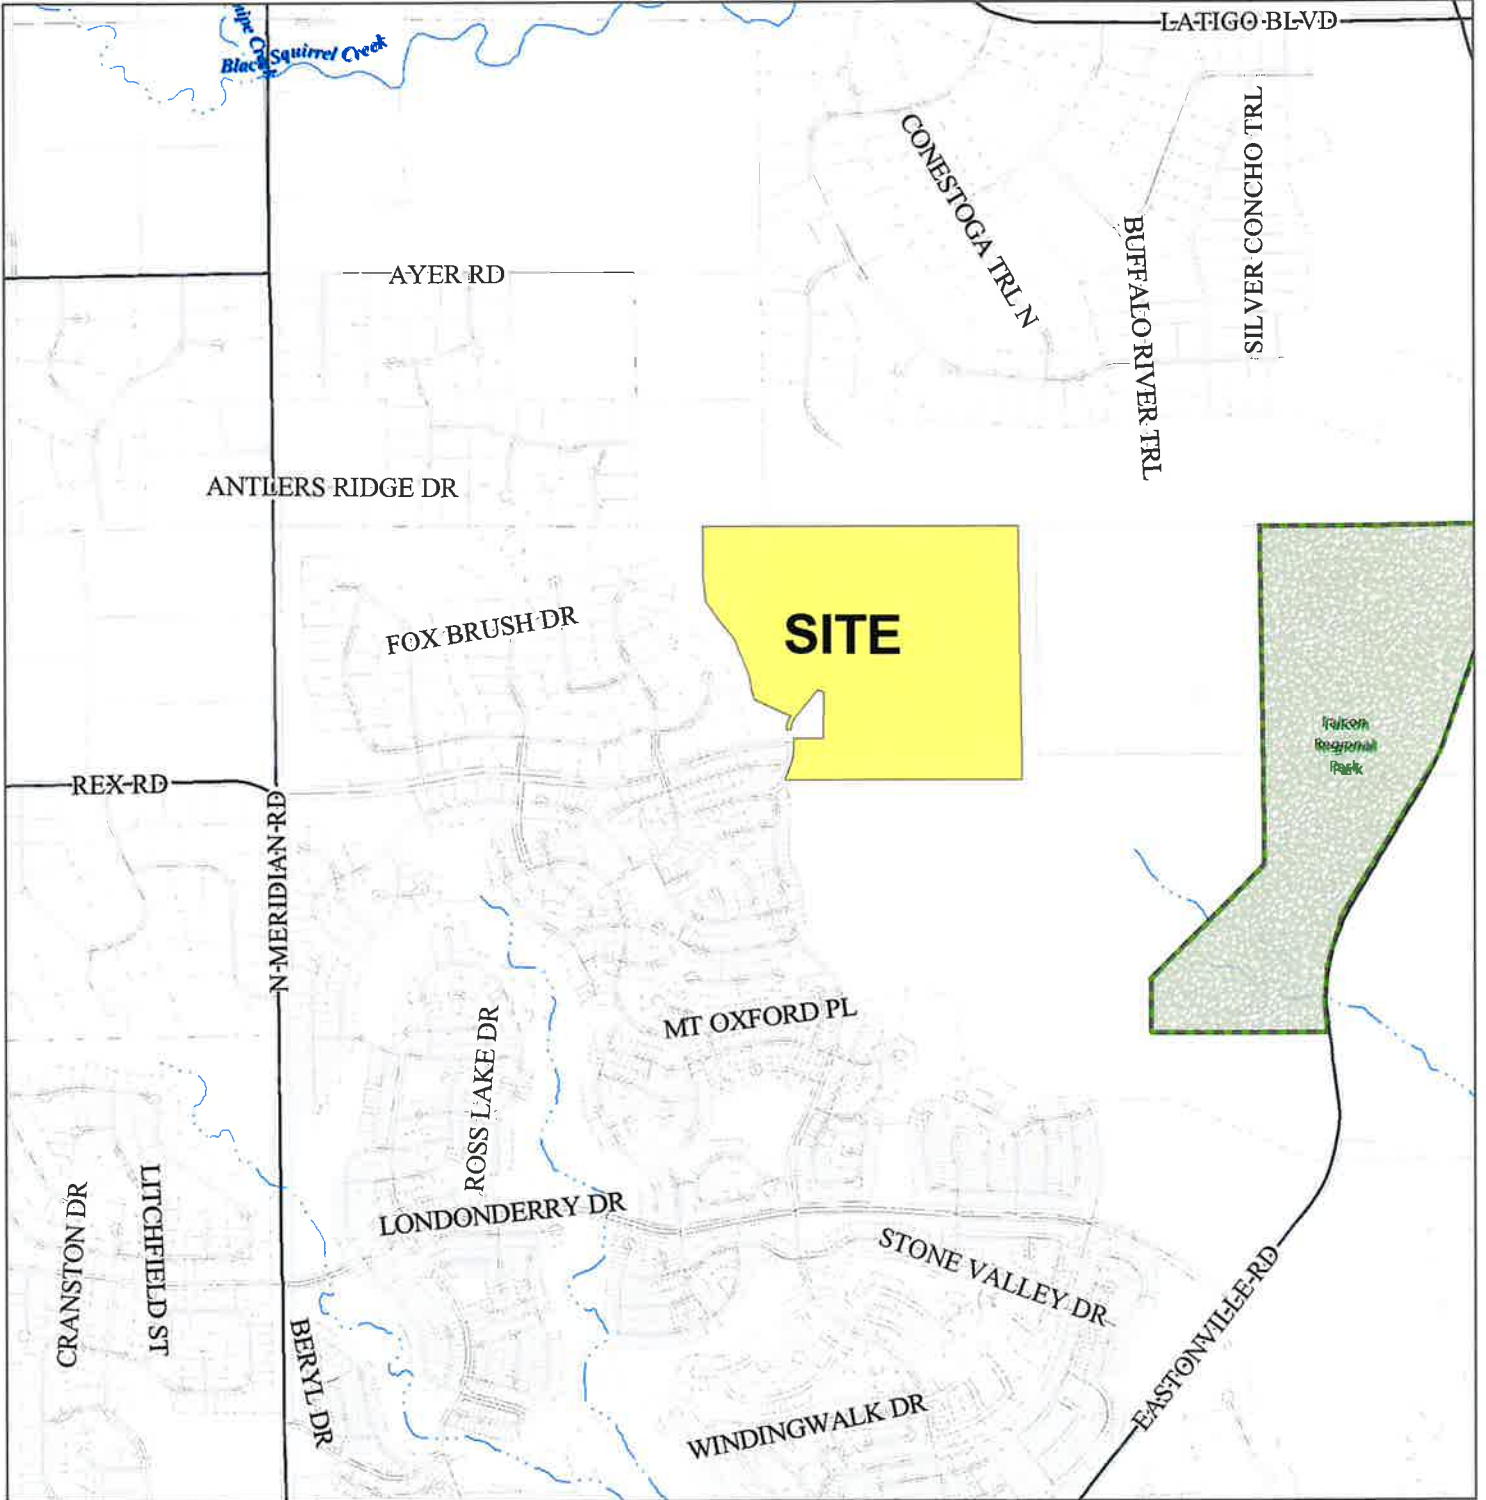 LATIGO BLVD
Black Squirrel Creek
CONESTOGA TRL N
SILVER CONCHO TRL
BUFFALO RIVER TRL
AYER RD
ANTLERS RIDGE DR
FOX BRUSH DR
SITE
Falcon
Regional
Park
REX RD
N MERIDIAN RD
MT OXFORD PL
ROSS LAKE DR
LONDONDERRY DR
CRANSTON DR
LITCHFIELD ST
STONE VALLEY DR
EASTONVILLE RD
BERYL DR
WINDINGWALK DR